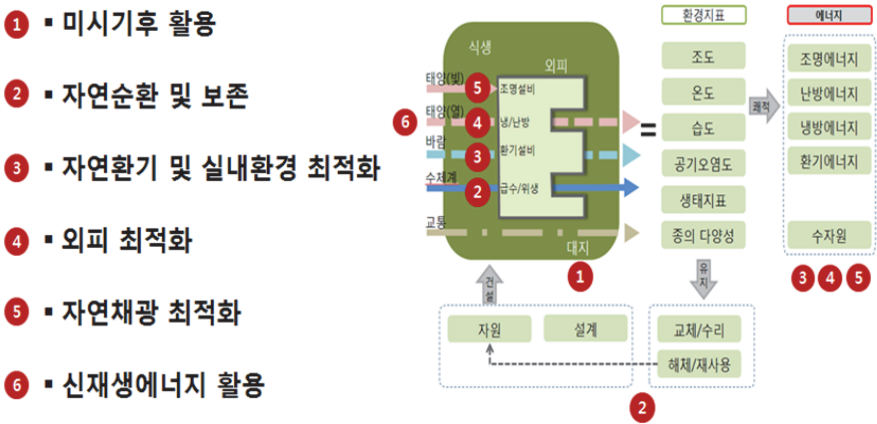 1 ▪ 미시기후 활용
2 ▪ 자연순환 및 보존
3 ▪ 자연환기 및 실내환경 최적화
4 ▪ 외피 최적화
5 ▪ 자연채광 최적화
6 ▪ 신재생에너지 활용
식생
외피
태양(빛)
5
조명설비
태양(열)
6
4
냉/난방
바람
3
환기설비
수체계
2
급수/위생
교통
대지
1
=
환경지표
조도
온도
습도
공기오염도
생태지표
종의 다양성
쾌적
에너지
조명에너지
난방에너지
냉방에너지
환기에너지
수자원
3 4 5
건설
유지
자원
설계
교체/수리
해체/재사용
2